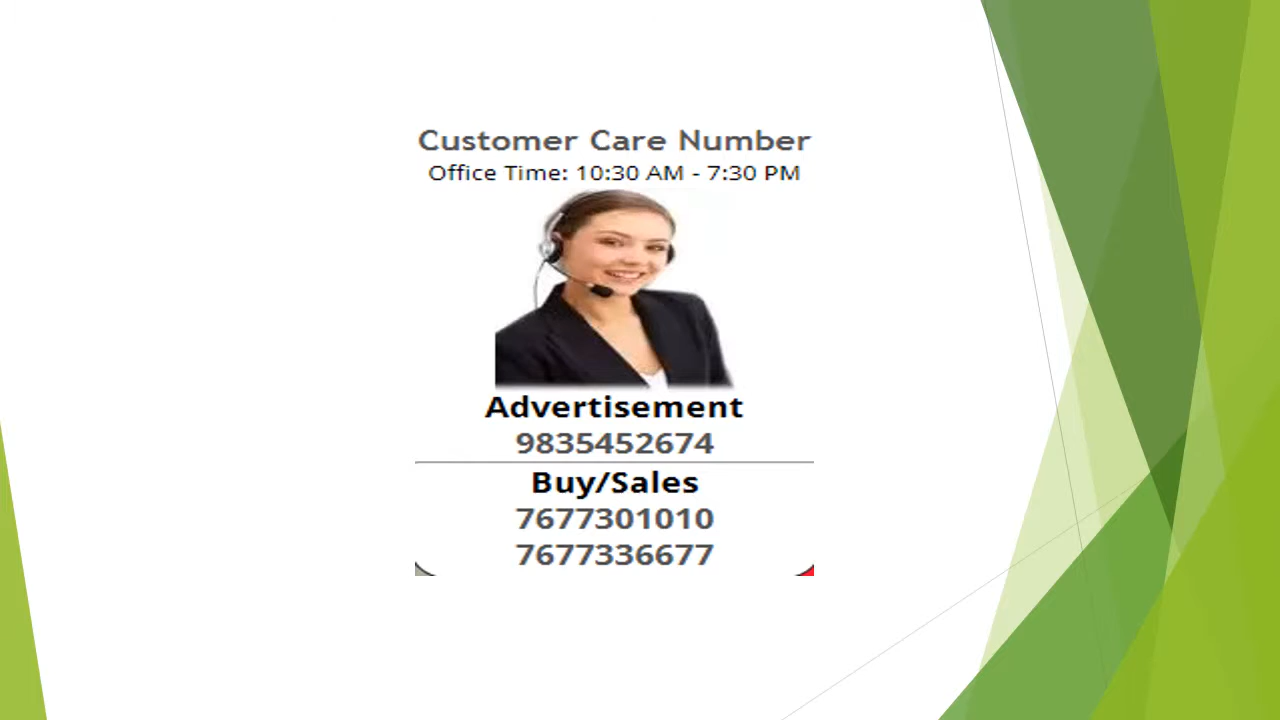 Customer Care Number
Office Time: 10:30 AM - 7:30 PM
Advertisement
9835452674
Buy/Sales
7677301010
7677336677